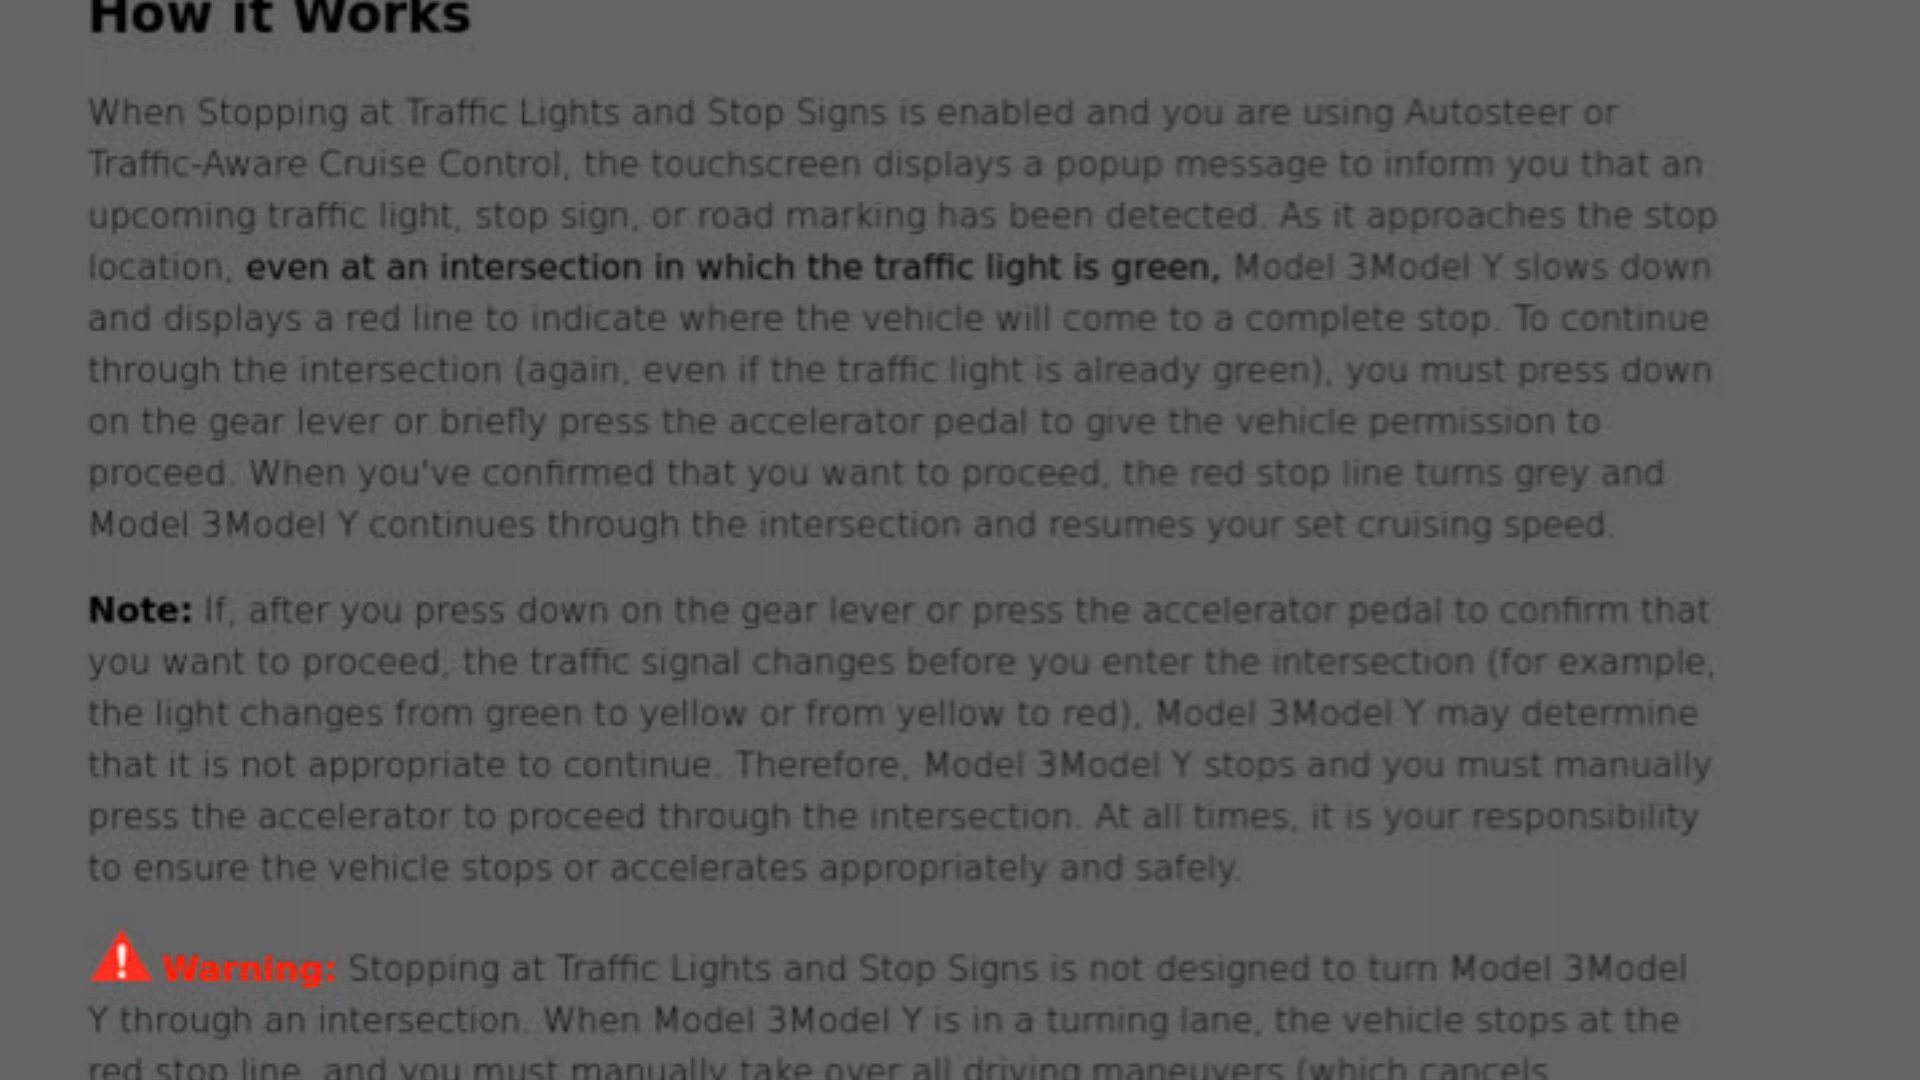 How it Works
When Stopping at Traffic Lights and Stop Signs is enabled and you are using Autosteer or
Traffic-Aware Cruise Control, the touchscreen displays a popup message to inform you that an
upcoming traffic light, stop sign, or road marking has been detected. As it approaches the stop
location, even at an intersection in which the traffic light is green, Model 3Model Y slows down
and displays a red line to indicate where the vehicle will come to a complete stop. To continue
through the intersection (again, even if the traffic light is already green), you must press down
on the gear lever or briefly press the accelerator pedal to give the vehicle permission to
proceed. When you've confirmed that you want to proceed, the red stop line turns grey and
Model 3Model Y continues through the intersection and resumes your set cruising speed.
Note: If, after you press down on the gear lever or press the accelerator pedal to confirm that
you want to proceed, the traffic signal changes before you enter the intersection (for example,
the light changes from green to yellow or from yellow to red), Model 3Model Y may determine
that it is not appropriate to continue. Therefore, Model 3Model Y stops and you must manually
press the accelerator to proceed through the intersection. At all times, it is your responsibility
to ensure the vehicle stops or accelerates appropriately and safely.
Warning: Stopping at Traffic Lights and Stop Signs is not designed to turn Model 3Model
Y through an intersection. When Model 3Model Y is in a turning lane, the vehicle stops at the
red stop line, and you must manually take over all driving maneuvers (which cancels